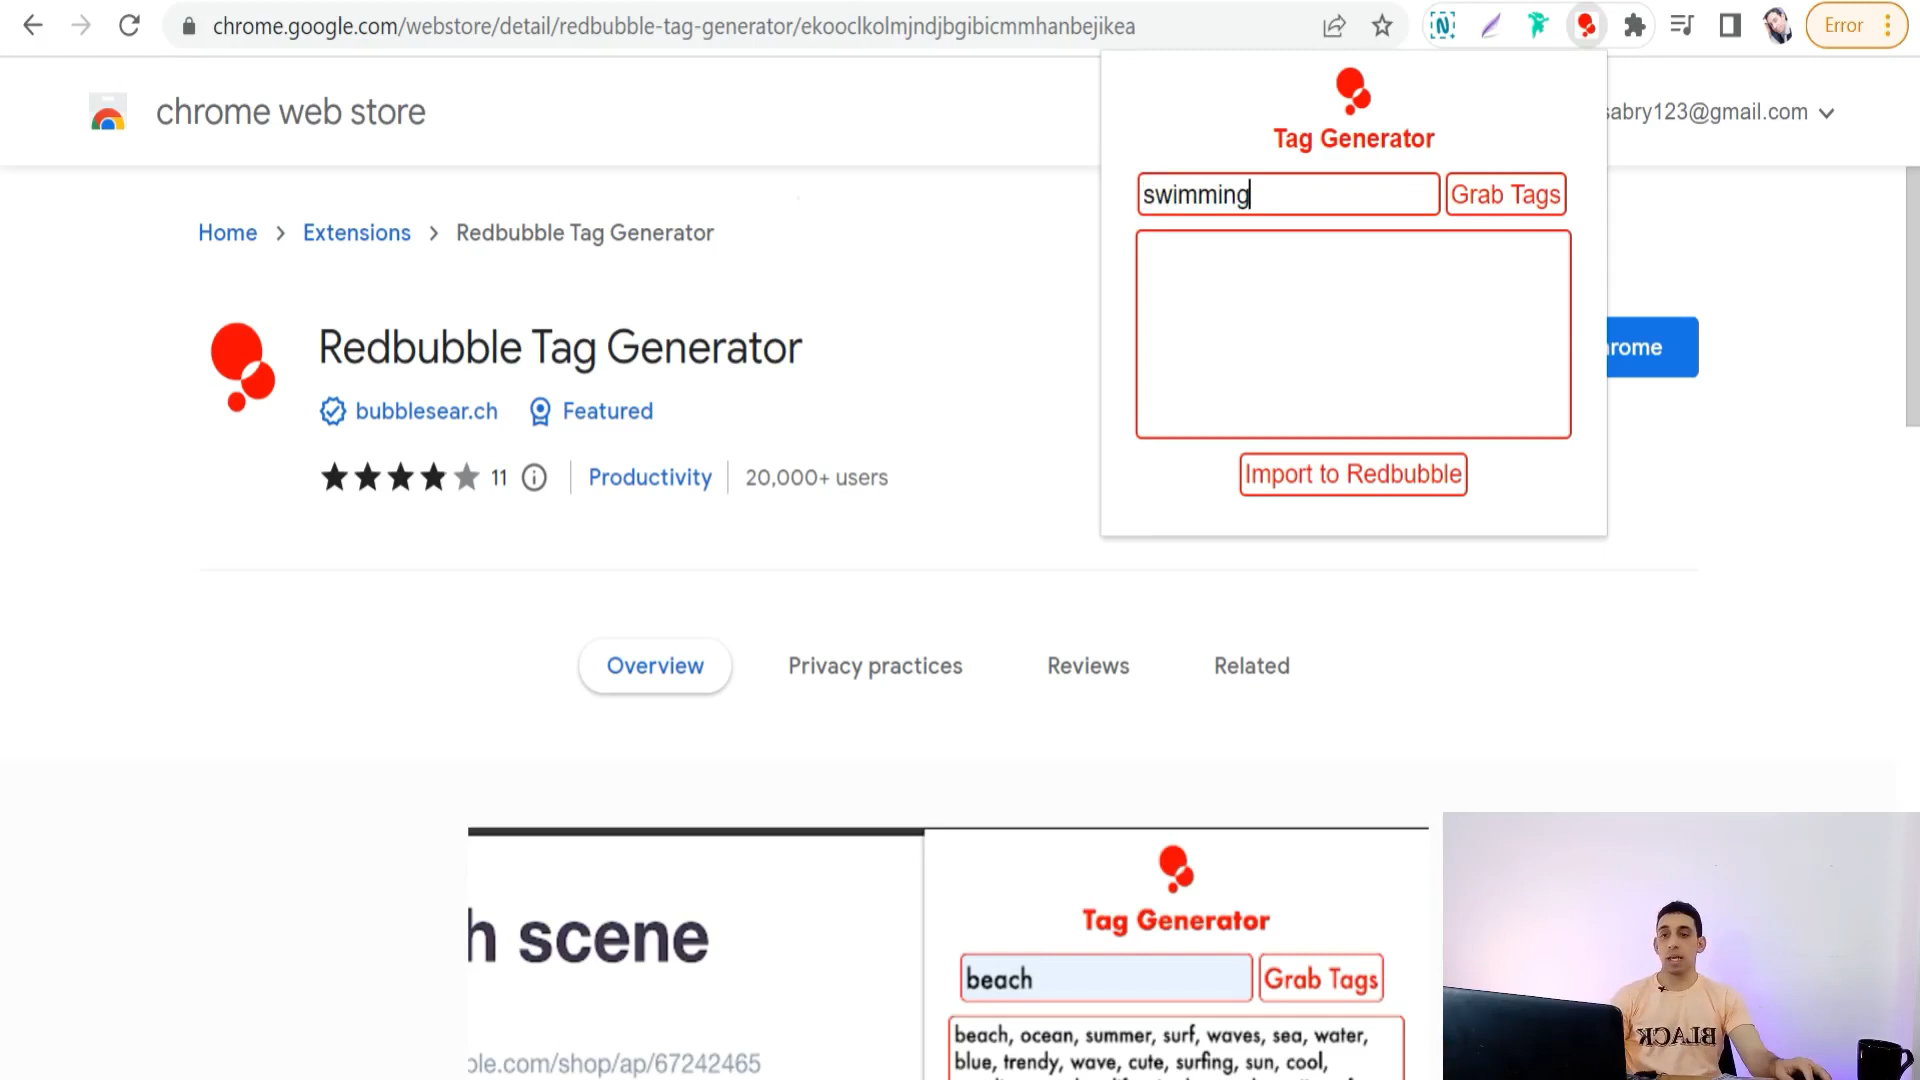 chrome.google.com/webstore/detail/redbubble-tag-generator/ekooclkolmjndjbgibicmmhanbejikea
Error
chrome web store
sabry123@gmail.com
Tag Generator
swimming
Grab Tags
Import to Redbubble
Home > Extensions > Redbubble Tag Generator
Redbubble Tag Generator
rome
bubblesear.ch
Featured
11
Productivity
20,000+ users
Overview
Privacy practices
Reviews
Related
h scene
ble.com/shop/ap/67242465
Tag Generator
beach
Grab Tags
beach, ocean, summer, surf, waves, sea, water,
blue, trendy, wave, cute, surfing, sun, cool,
BLACK